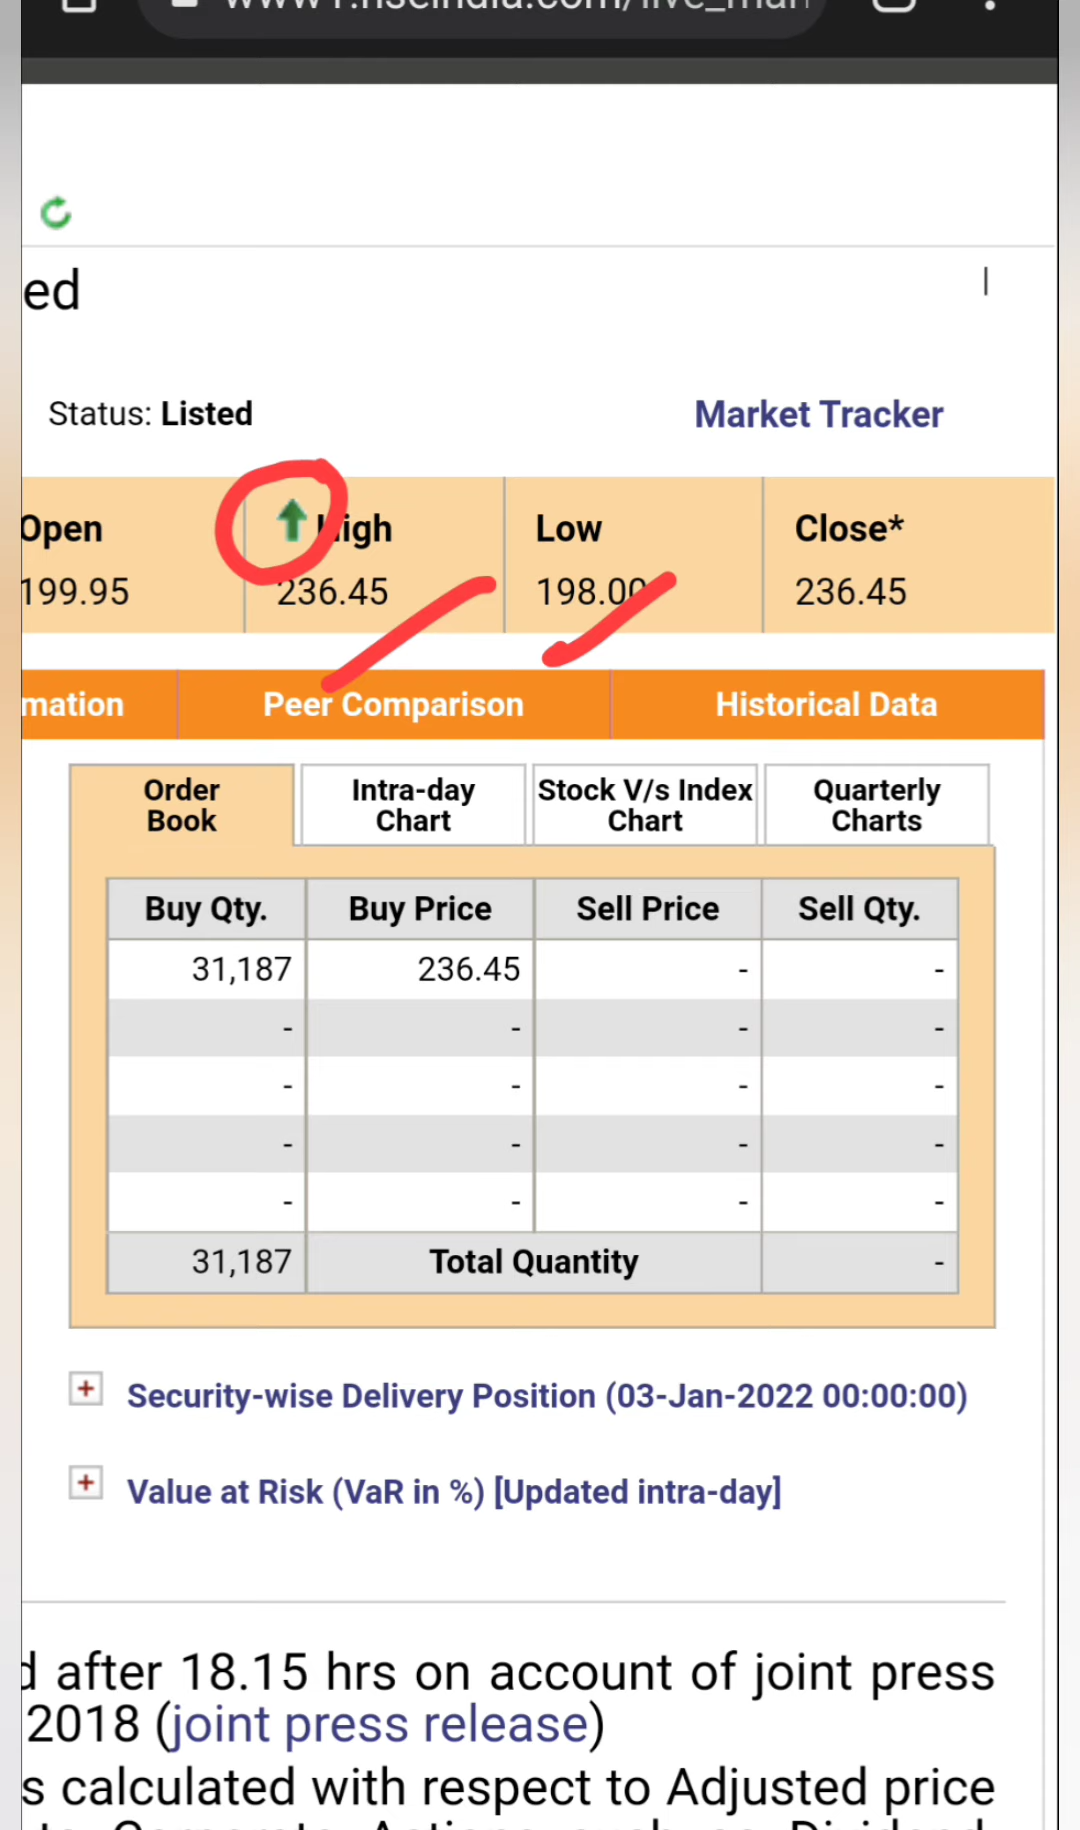 ed |
Status: Listed Market Tracker
Open High Low Close*
199.95 236.45 198.00 236.45
mation Peer Comparison Historical Data
Order Book Intra-day Chart Stock V/s Index Chart Quarterly Charts
Buy Qty. Buy Price Sell Price Sell Qty.
31,187 236.45 - -
- - - -
- - - -
- - - -
- - - -
31,187 Total Quantity -
Security-wise Delivery Position (03-Jan-2022 00:00:00)
Value at Risk (VaR in %) [Updated intra-day]
d after 18.15 hrs on account of joint press
2018 (joint press release)
s calculated with respect to Adjusted price